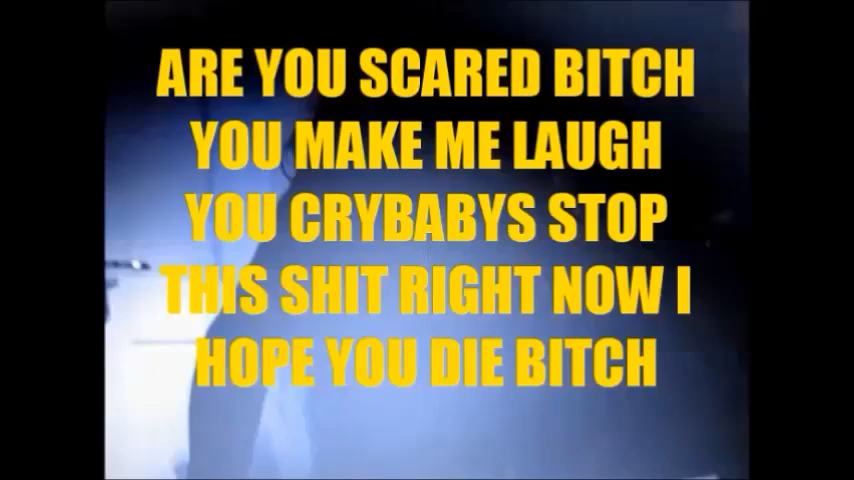 ARE YOU SCARED BITCH
YOU MAKE ME LAUGH
YOU CRYBABYS STOP
THIS SHIT RIGHT NOW I
HOPE YOU DIE BITCH